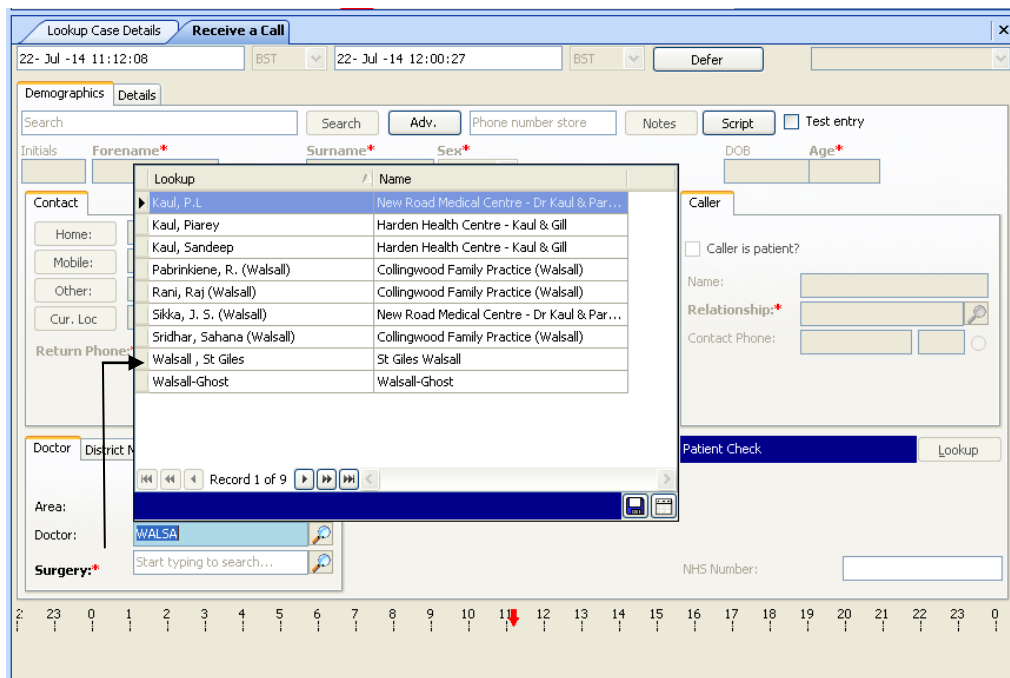 Lookup Case Details Receive a Call
22- Jul -14 11:12:08 BST 22- Jul -14 12:00:27 BST Defer
Demographics Details
Search Search Adv. Phone number store Notes Script Test entry
Initials Forename* Surname* Sex* DOB Age*
Lookup Name
Contact Caller
Kaul, P.L New Road Medical Centre - Dr Kaul & Par...
Kaul, Piarey Harden Health Centre - Kaul & Gill
Home:
Kaul, Sandeep Harden Health Centre - Kaul & Gill
Caller is patient?
Mobile:
Pabrinkiene, R. (Walsall) Collingwood Family Practice (Walsall)
Name:
Other:
Rani, Raj (Walsall) Collingwood Family Practice (Walsall)
Relationship:*
Cur. Loc
Sikka, J. S. (Walsall) New Road Medical Centre - Dr Kaul & Par...
Sridhar, Sahana (Walsall) Collingwood Family Practice (Walsall)
Contact Phone:
Return Phone:*
Walsall , St Giles St Giles Walsall
Walsall-Ghost Walsall-Ghost
Doctor District N
Patient Check Lookup
Record 1 of 9
Area:
Doctor: WALSA
Surgery:* Start typing to search...
NHS Number:
2 23 0 1 2 3 4 5 6 7 8 9 10 11 12 13 14 15 16 17 18 19 20 21 22 23 0